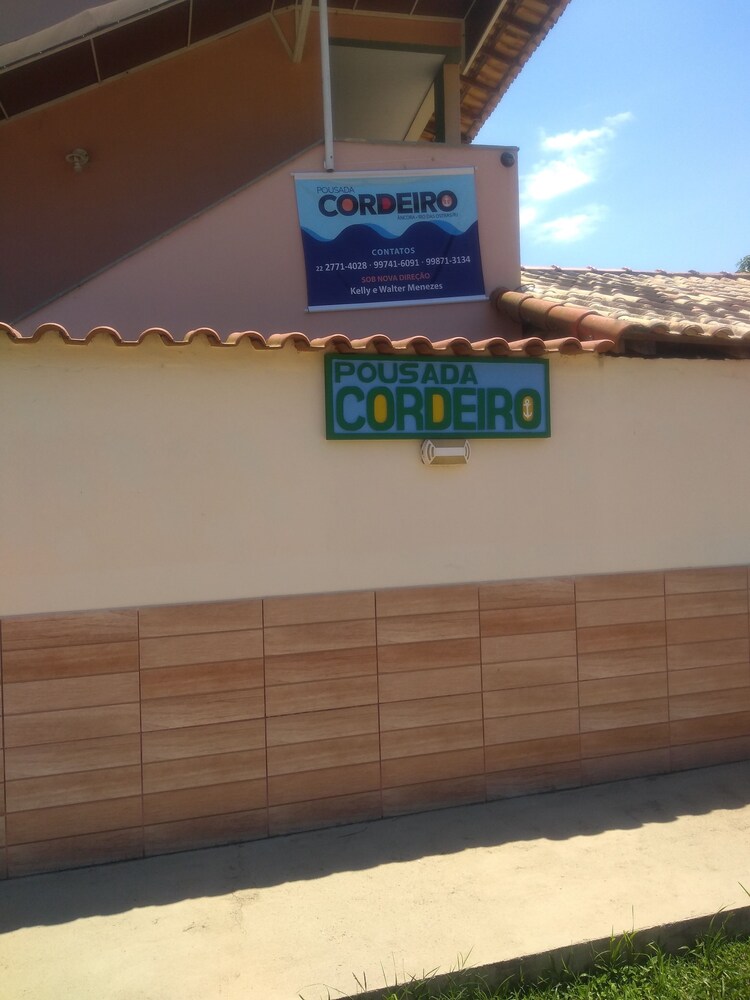 POUSADA
CORDEIRO
CONTATOS
22 2771-4028 · 99741-6091 · 99871-3134
SOB NOVA DIREÇÃO
Kelly e Walter Menezes
POUSADA
CORDEIRO